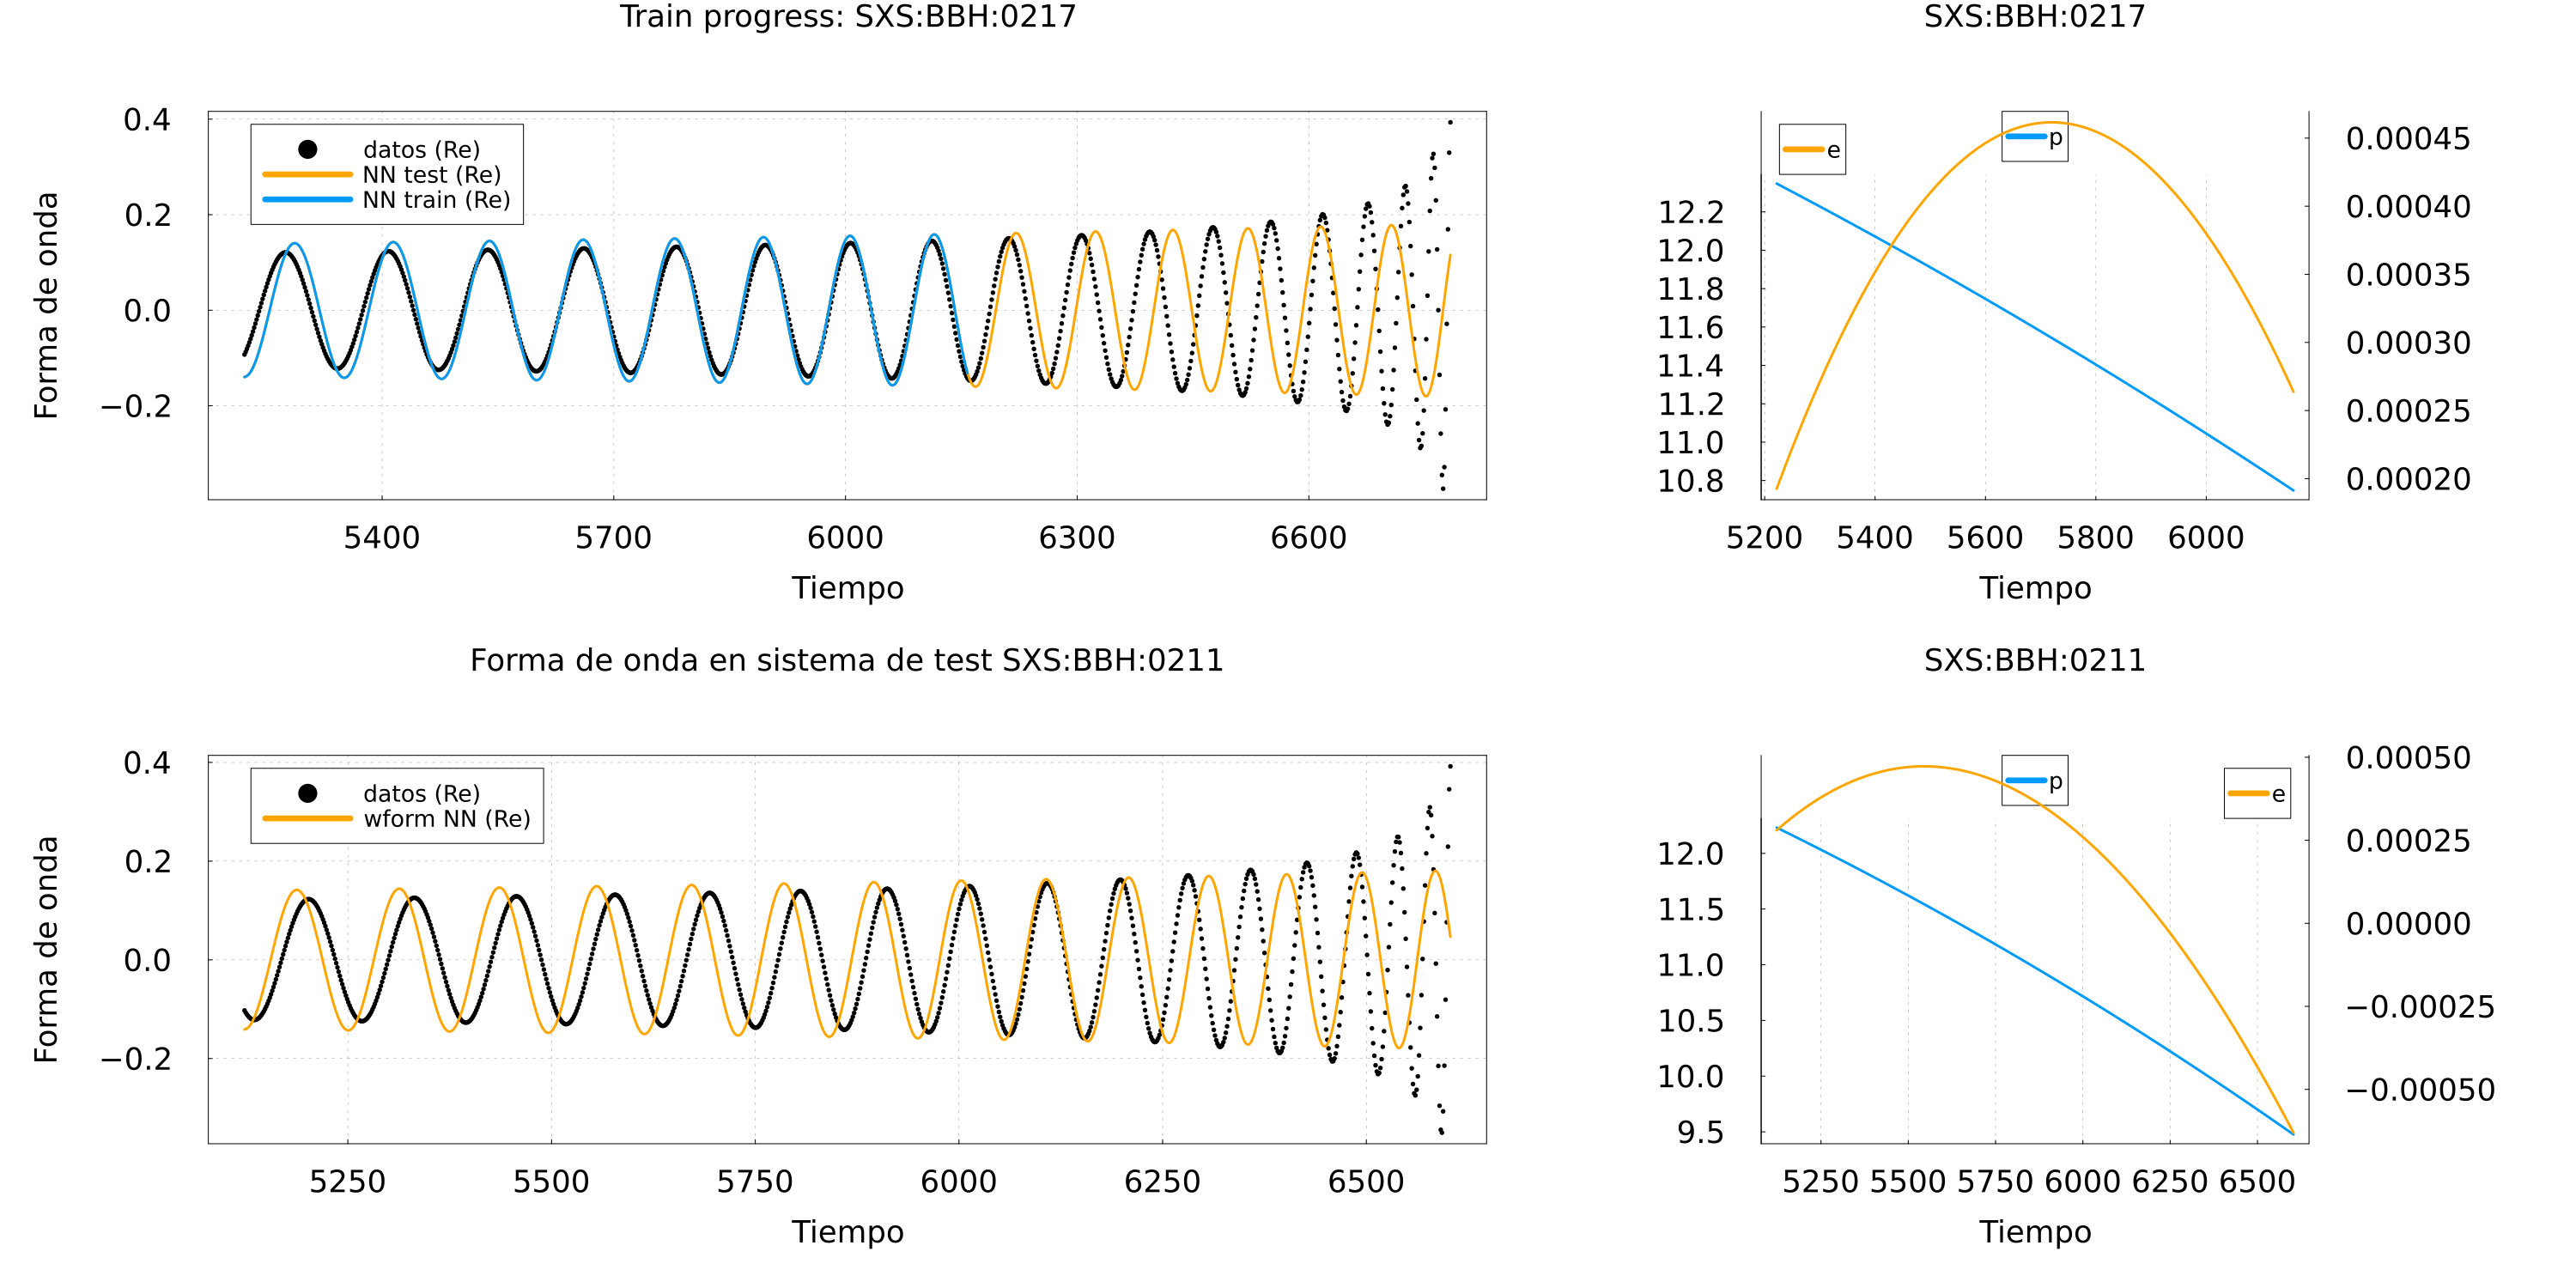 Train progress: SXS:BBH:0217
Forma de onda
0.4
0.2
0.0
−0.2
datos (Re)
NN test (Re)
NN train (Re)
5400 5700 6000 6300 6600
Tiempo
SXS:BBH:0217
12.2
12.0
11.8
11.6
11.4
11.2
11.0
10.8
e
p
0.00045
0.00040
0.00035
0.00030
0.00025
0.00020
5200 5400 5600 5800 6000
Tiempo
Forma de onda en sistema de test SXS:BBH:0211
Forma de onda
0.4
0.2
0.0
−0.2
datos (Re)
wform NN (Re)
5250 5500 5750 6000 6250 6500
Tiempo
SXS:BBH:0211
12.0
11.5
11.0
10.5
10.0
9.5
p
e
0.00050
0.00025
0.00000
−0.00025
−0.00050
5250 5500 5750 6000 6250 6500
Tiempo